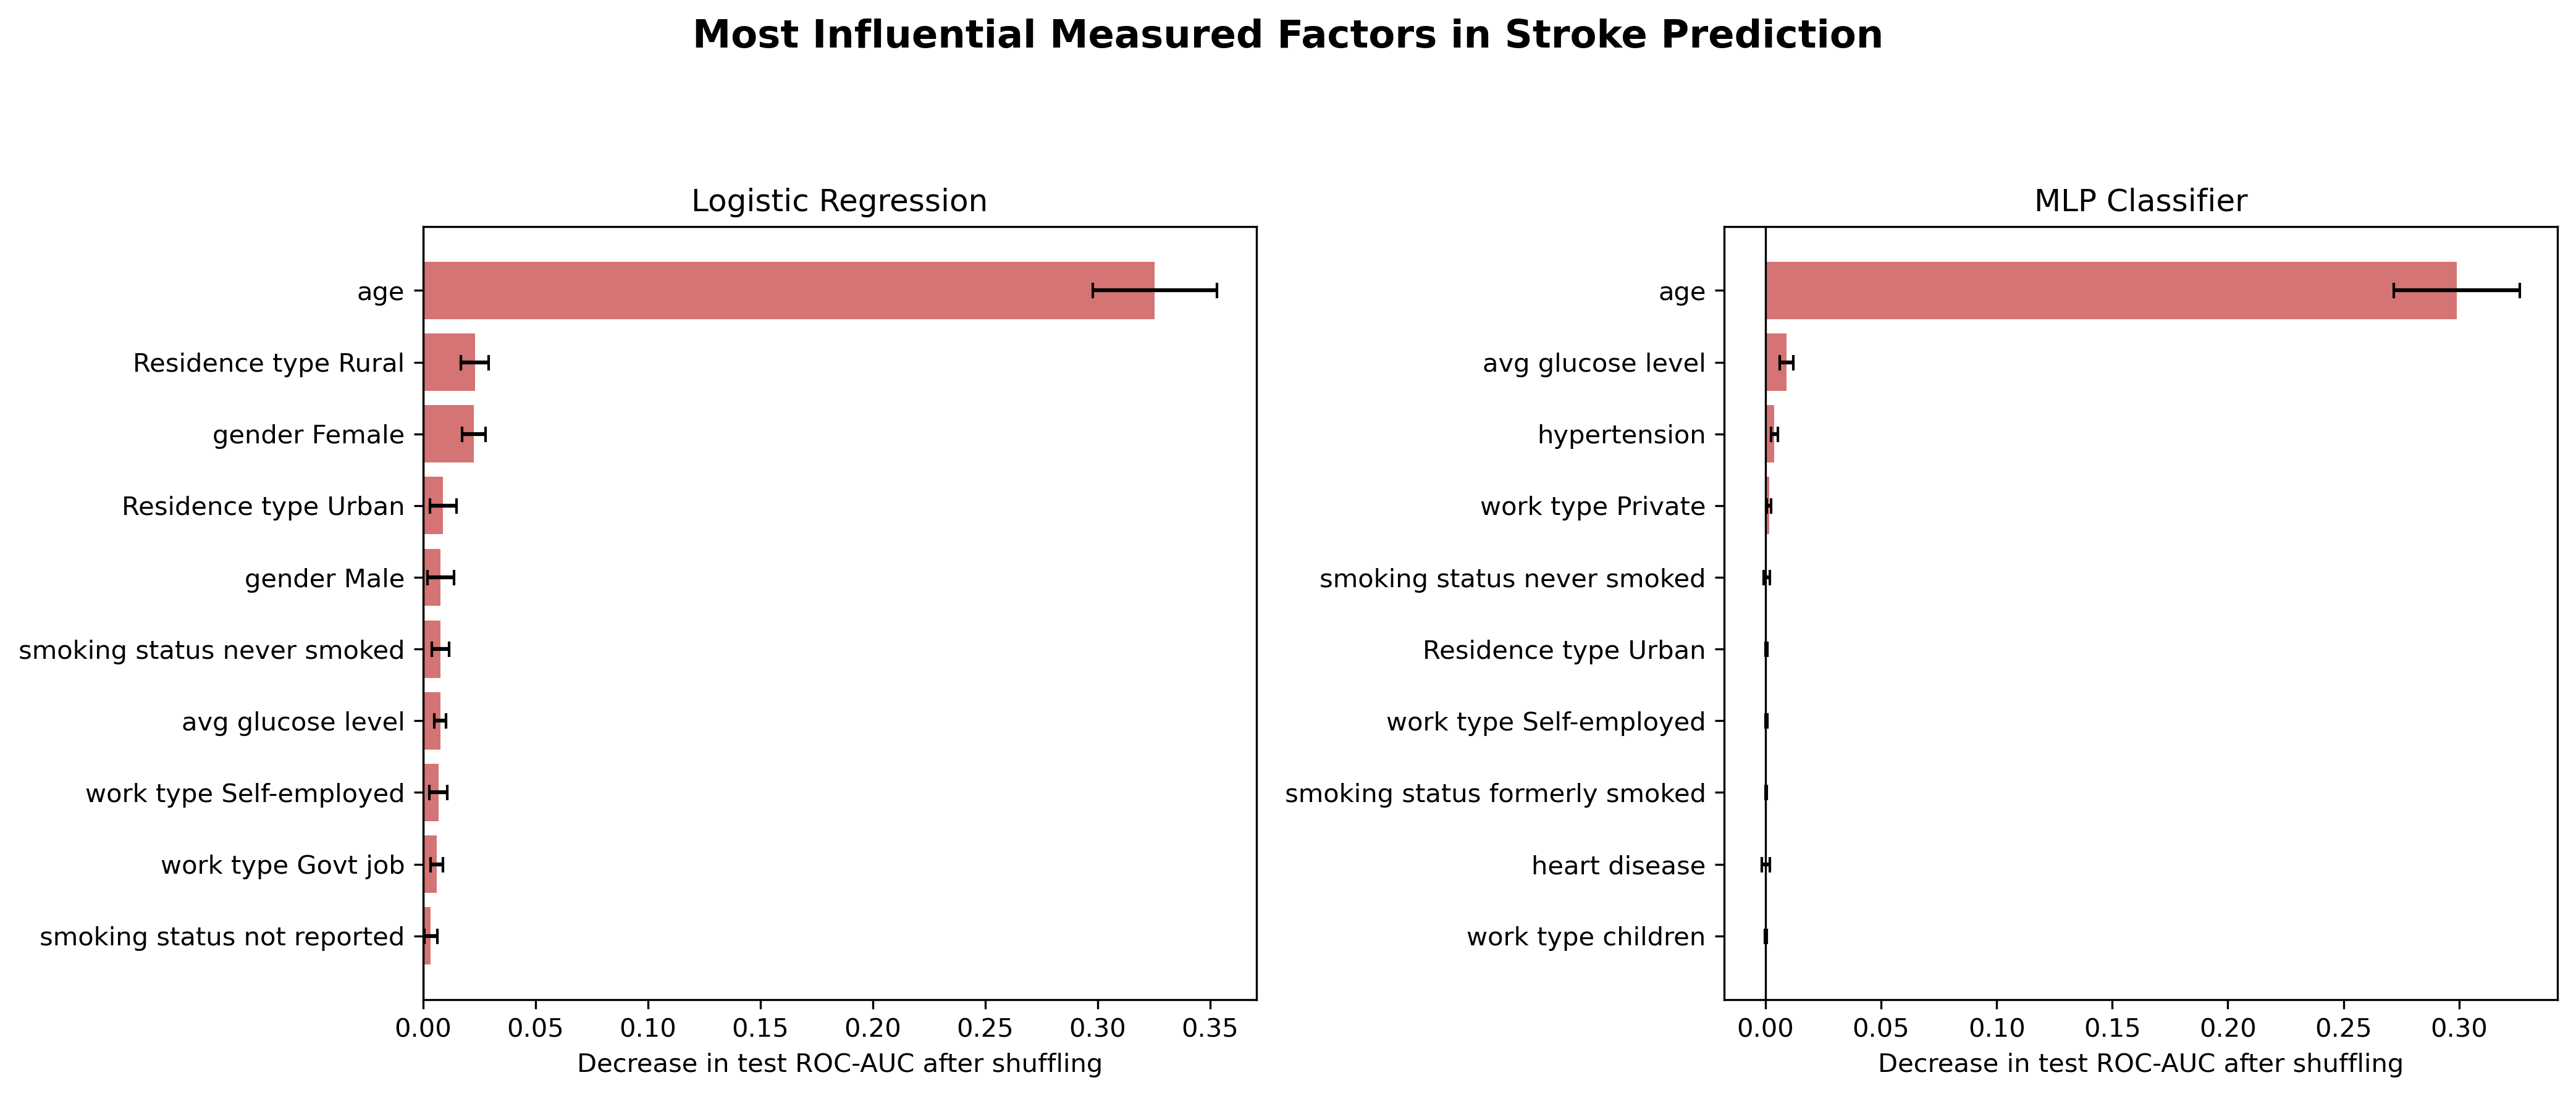 Most Influential Measured Factors in Stroke Prediction
Logistic Regression
age
Residence type Rural
gender Female
Residence type Urban
gender Male
smoking status never smoked
avg glucose level
work type Self-employed
work type Govt job
smoking status not reported
0.00 0.05 0.10 0.15 0.20 0.25 0.30 0.35
Decrease in test ROC-AUC after shuffling
MLP Classifier
age
avg glucose level
hypertension
work type Private
smoking status never smoked
Residence type Urban
work type Self-employed
smoking status formerly smoked
heart disease
work type children
0.00 0.05 0.10 0.15 0.20 0.25 0.30
Decrease in test ROC-AUC after shuffling